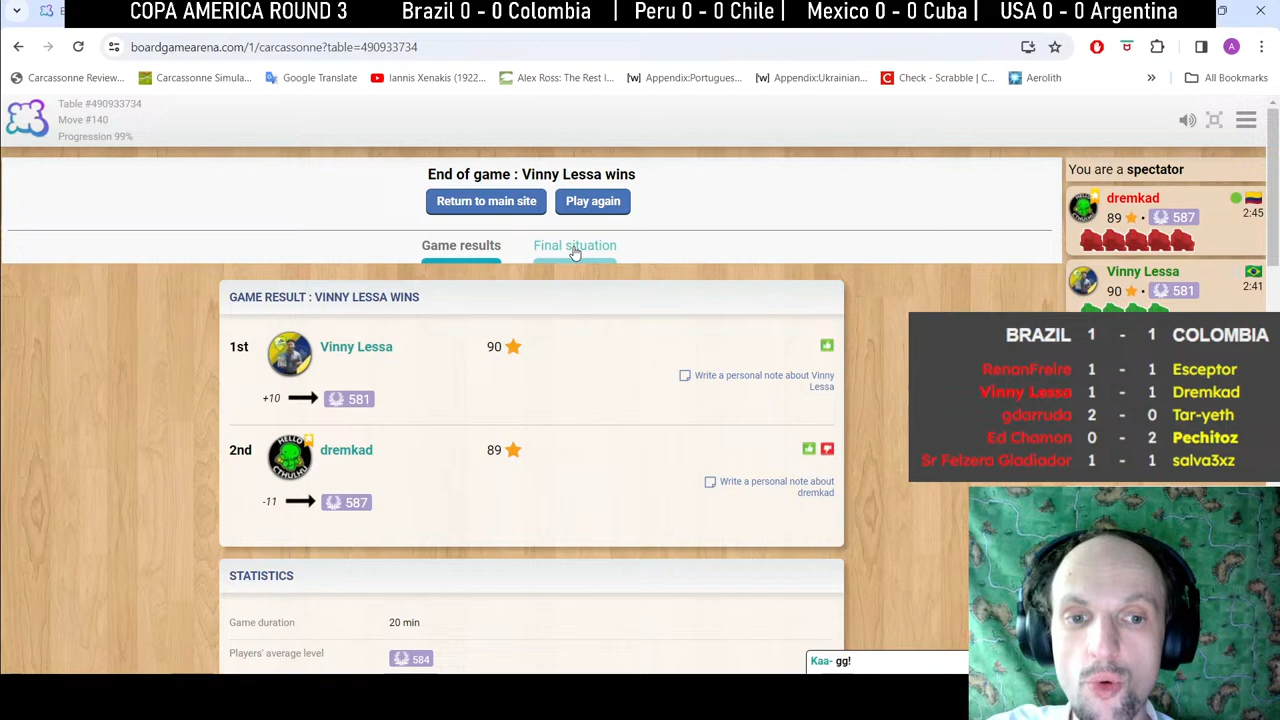 COPA AMERICA ROUND 3 Brazil 0 - 0 Colombia | Peru 0 - 0 Chile | Mexico 0 - 0 Cuba | USA 0 - 0 Argentina
boardgamearena.com/1/carcassonne?table=490933734
A
Carcassonne Review... Carcassonne Simula... Google Translate Iannis Xenakis (1922... Alex Ross: The Rest I... [w] Appendix:Portugues... [w] Appendix:Ukrainian... C Check - Scrabble | C... Aerolith » All Bookmarks
Table #490933734
Move #140
Progression 99%
End of game : Vinny Lessa wins
Return to main site Play again
Game results Final situation
You are a spectator
dremkad
89 • 587 2:45
Vinny Lessa
90 • 581 2:41
GAME RESULT : VINNY LESSA WINS
1st Vinny Lessa 90
Write a personal note about Vinny
Lessa
+10 581
2nd HELLO CTHULHU dremkad 89
Write a personal note about
dremkad
-11 587
BRAZIL 1 - 1 COLOMBIA
RenanFreire 1 - 1 Esceptor
Vinny Lessa 1 - 1 Dremkad
gdarruda 2 - 0 Tar-yeth
Ed Chamon 0 - 2 Pechitoz
Sr Felzera Gladiador 1 - 1 salva3xz
STATISTICS
Game duration 20 min
Players' average level 584
Kaa- gg!